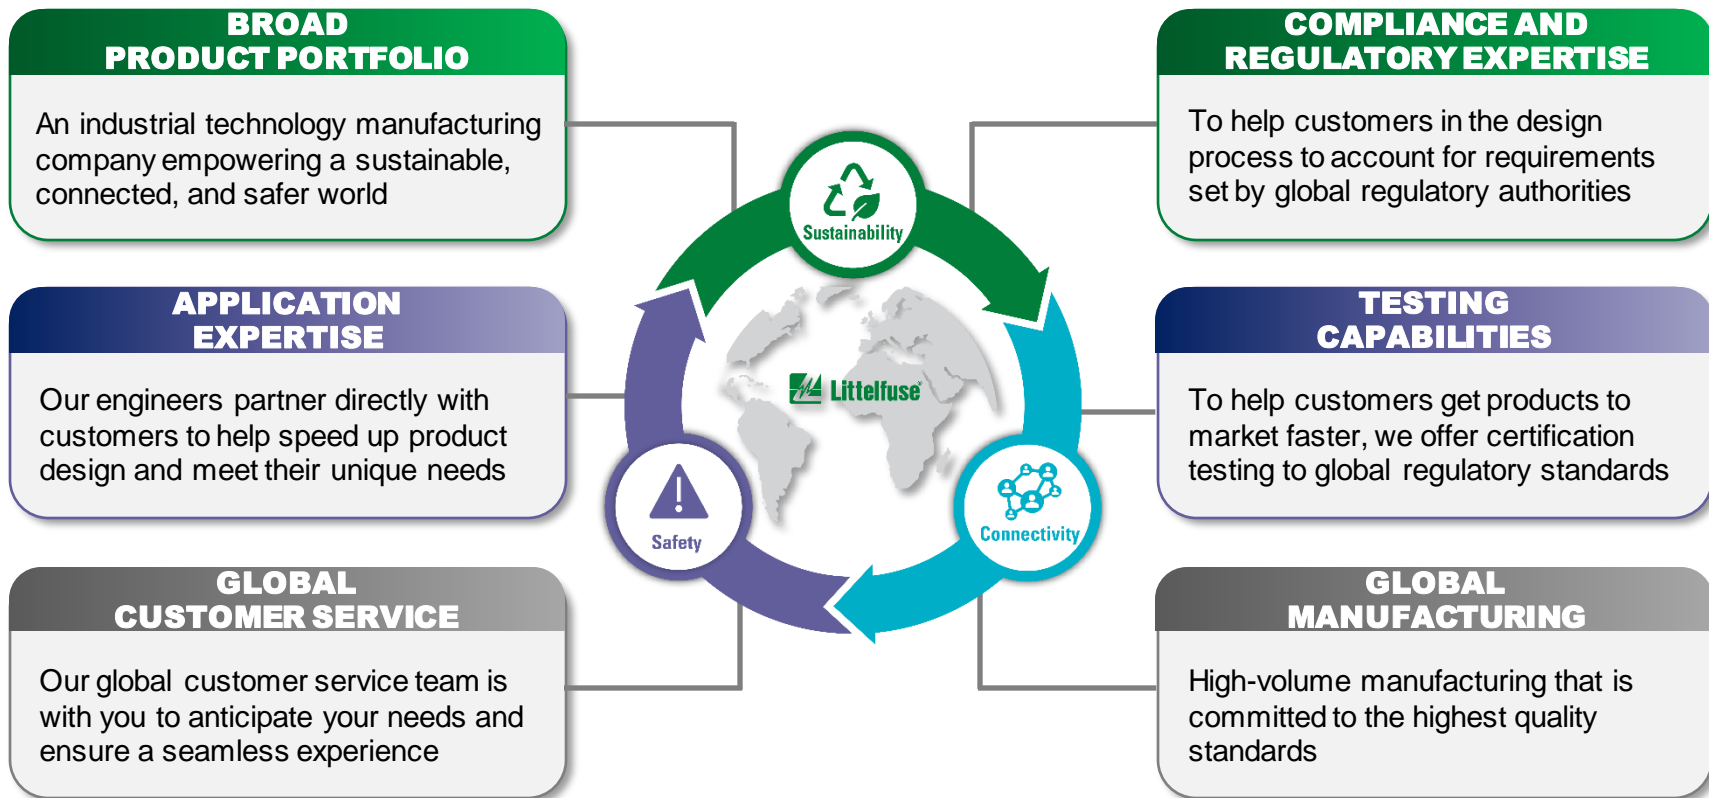 BROAD
PRODUCT PORTFOLIO
An industrial technology manufacturing
company empowering a sustainable,
connected, and safer world
COMPLIANCE AND
REGULATORY EXPERTISE
To help customers in the design
process to account for requirements
set by global regulatory authorities
Sustainability
APPLICATION
EXPERTISE
Our engineers partner directly with
customers to help speed up product
design and meet their unique needs
Littelfuse®
TESTING
CAPABILITIES
To help customers get products to
market faster, we offer certification
testing to global regulatory standards
Safety
Connectivity
GLOBAL
CUSTOMER SERVICE
Our global customer service team is
with you to anticipate your needs and
ensure a seamless experience
GLOBAL
MANUFACTURING
High-volume manufacturing that is
committed to the highest quality
standards